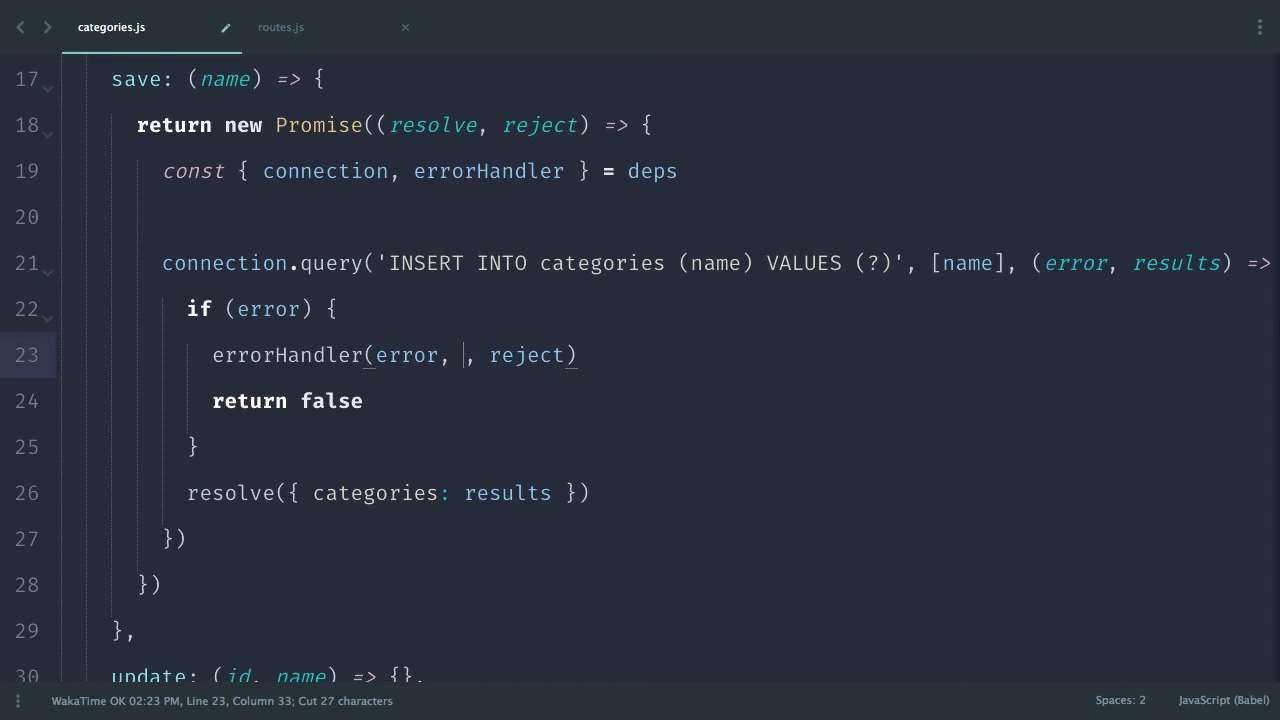 categories.js routes.js
17 save: (name) => {
18 return new Promise((resolve, reject) => {
19 const { connection, errorHandler } = deps
20
21 connection.query('INSERT INTO categories (name) VALUES (?)', [name], (error, results) =>
22 if (error) {
23 errorHandler(error, , reject)
24 return false
25 }
26 resolve({ categories: results })
27 })
28 })
29 },
30 update: (id, name) => {},
WakaTime OK 02:23 PM, Line 23, Column 33; Cut 27 characters Spaces: 2 JavaScript (Babel)